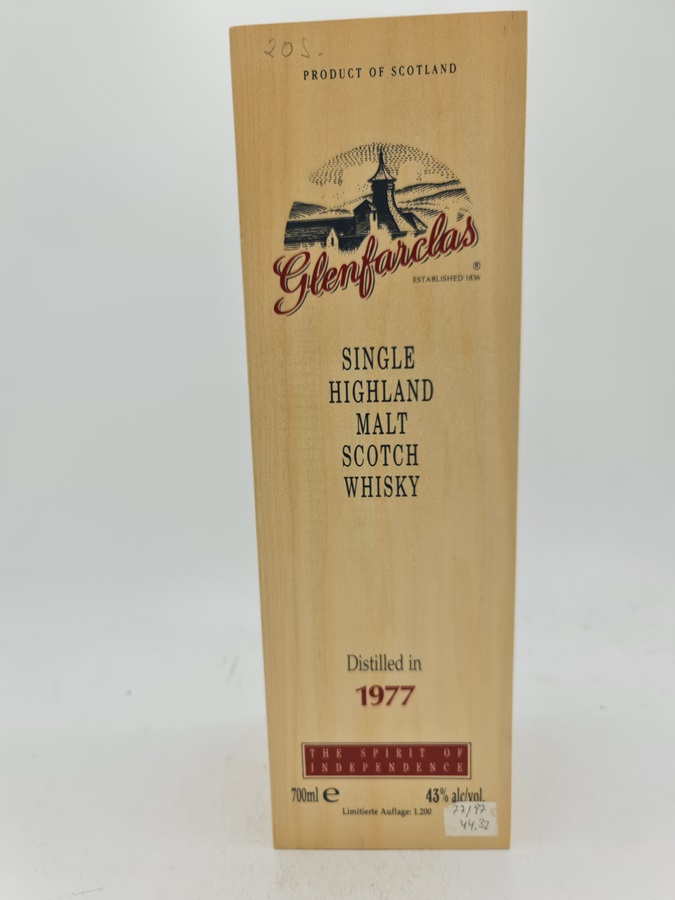 205.
PRODUCT OF SCOTLAND
Glenfarclas
®
ESTABLISHED 1836
SINGLE
HIGHLAND
MALT
SCOTCH
WHISKY
Distilled in
1977
THE SPIRIT OF
INDEPENDENCE
700ml e 43% alc/vol.
Limitierte Auflage: 1.200
77/97
44.32